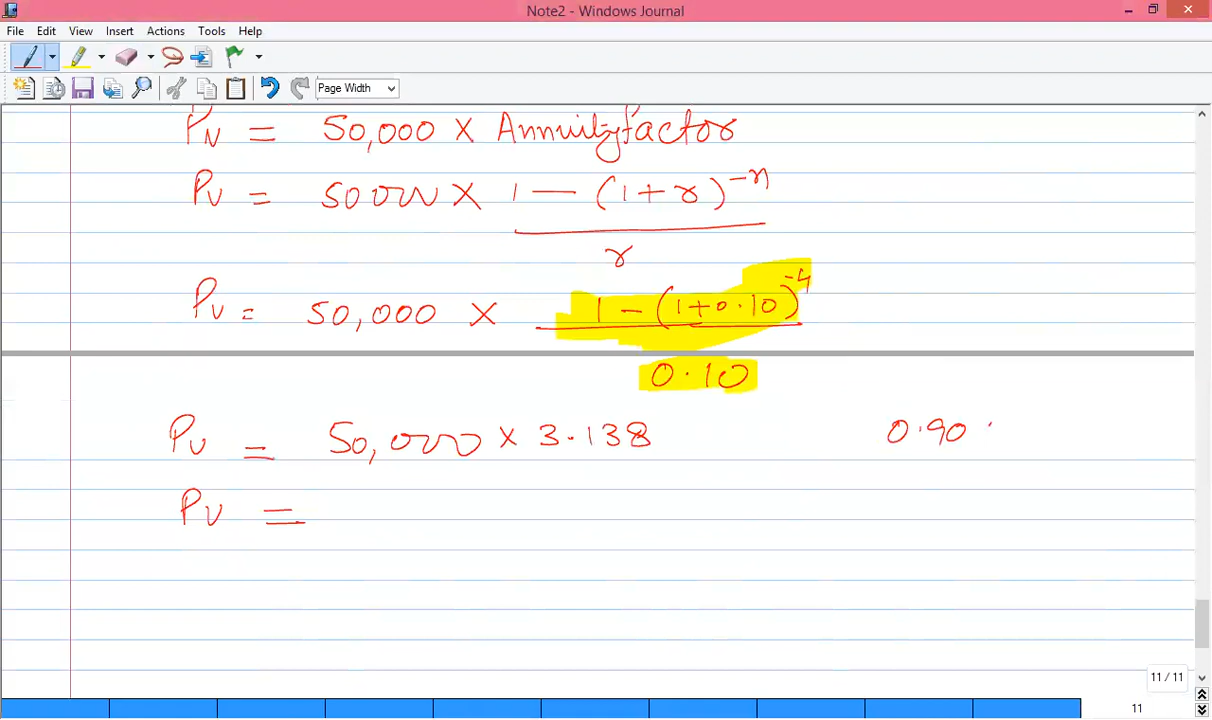 Note2 - Windows Journal
File Edit View Insert Actions Tools Help
Page Width
PV = 50,000 × Annuity factor
PV = 50000 × 1 − (1 + r)^-n
r
PV = 50,000 × 1 − (1+0.10)^-4
0.10
PV = 50,000 × 3.138 0.90 .
PV =
11 / 11
11